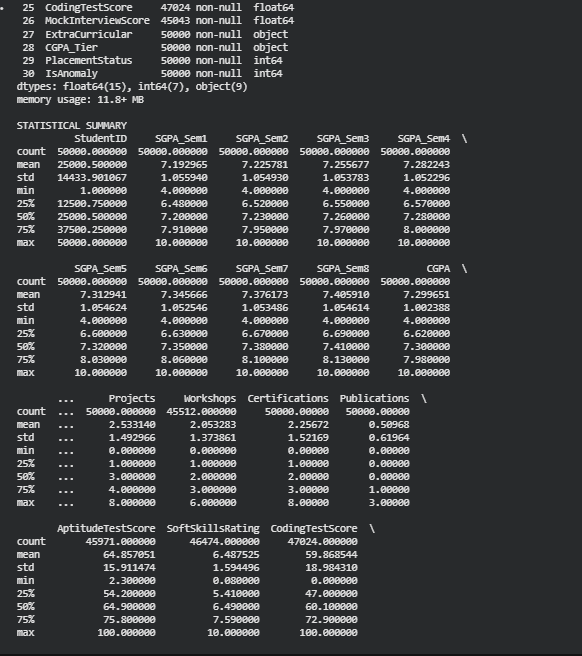 25 CodingTestScore 47024 non-null float64
26 MockInterviewScore 45043 non-null float64
27 ExtraCurricular 50000 non-null object
28 CGPA_Tier 50000 non-null object
29 PlacementStatus 50000 non-null int64
30 IsAnomaly 50000 non-null int64
dtypes: float64(15), int64(7), object(9)
memory usage: 11.8+ MB
STATISTICAL SUMMARY
StudentID SGPA_Sem1 SGPA_Sem2 SGPA_Sem3 SGPA_Sem4 \
count 50000.000000 50000.000000 50000.000000 50000.000000 50000.000000
mean 25000.500000 7.192965 7.225781 7.255677 7.282243
std 14433.901067 1.055940 1.054930 1.053783 1.052296
min 1.000000 4.000000 4.000000 4.000000 4.000000
25% 12500.750000 6.480000 6.520000 6.550000 6.570000
50% 25000.500000 7.200000 7.230000 7.260000 7.280000
75% 37500.250000 7.910000 7.950000 7.970000 8.000000
max 50000.000000 10.000000 10.000000 10.000000 10.000000
SGPA_Sem5 SGPA_Sem6 SGPA_Sem7 SGPA_Sem8 CGPA \
count 50000.000000 50000.000000 50000.000000 50000.000000 50000.000000
mean 7.312941 7.345666 7.376173 7.405910 7.299651
std 1.054624 1.052546 1.053486 1.054614 1.002388
min 4.000000 4.000000 4.000000 4.000000 4.000000
25% 6.600000 6.630000 6.670000 6.690000 6.620000
50% 7.320000 7.350000 7.380000 7.410000 7.300000
75% 8.030000 8.060000 8.100000 8.130000 7.980000
max 10.000000 10.000000 10.000000 10.000000 10.000000
... Projects Workshops Certifications Publications \
count ... 50000.000000 45512.000000 50000.00000 50000.00000
mean ... 2.533140 2.053283 2.25672 0.50968
std ... 1.492966 1.373861 1.52169 0.61964
min ... 0.000000 0.000000 0.00000 0.00000
25% ... 1.000000 1.000000 1.00000 0.00000
50% ... 3.000000 2.000000 2.00000 0.00000
75% ... 4.000000 3.000000 3.00000 1.00000
max ... 8.000000 6.000000 8.00000 3.00000
AptitudeTestScore SoftSkillsRating CodingTestScore \
count 45971.000000 46474.000000 47024.000000
mean 64.857051 6.487525 59.868544
std 15.911474 1.594496 18.984310
min 2.300000 0.080000 0.000000
25% 54.200000 5.410000 47.000000
50% 64.900000 6.490000 60.100000
75% 75.800000 7.590000 72.900000
max 100.000000 10.000000 100.000000